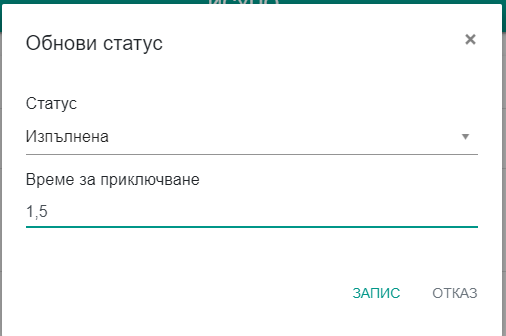 Обнови статус
×
Статус
Изпълнена
Време за приключване
1,5
ЗАПИС ОТКАЗ